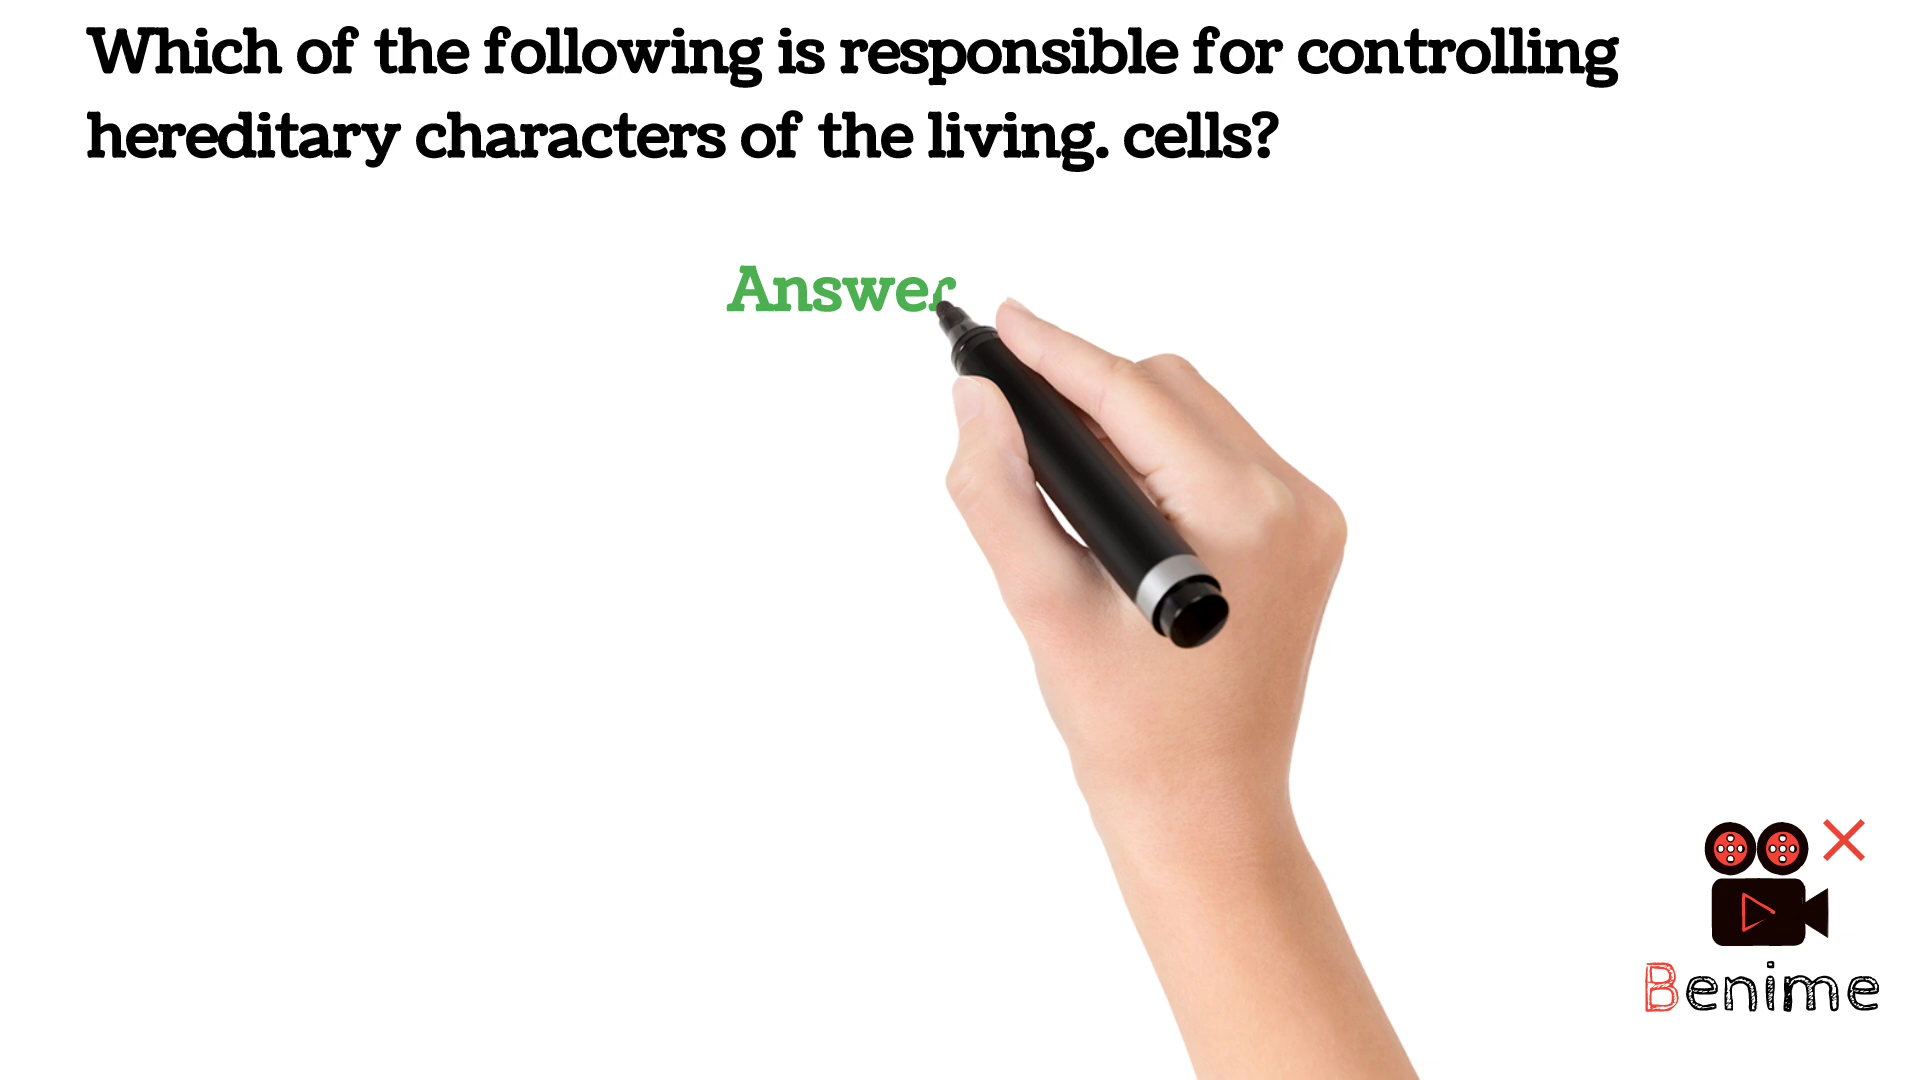 Which of the following is responsible for controlling
hereditary characters of the living. cells?
Answer
Benime